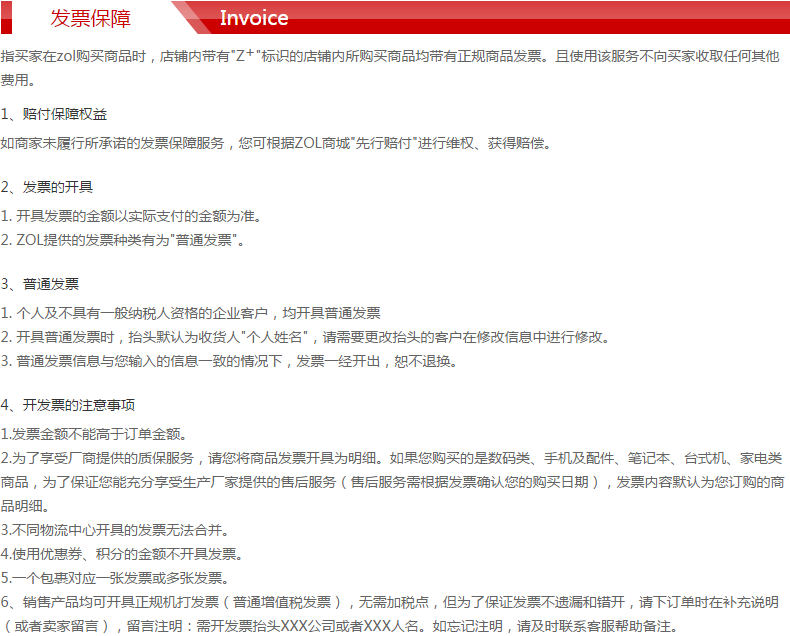 发票保障
Invoice
指买家在zol购买商品时，店铺内带有"Z⁺"标识的店铺内所购买商品均带有正规商品发票。且使用该服务不向买家收取任何其他
费用。
1、赔付保障权益
如商家未履行所承诺的发票保障服务，您可根据ZOL商城"先行赔付"进行维权、获得赔偿。
2、发票的开具
1. 开具发票的金额以实际支付的金额为准。
2. ZOL提供的发票种类有为"普通发票"。
3、普通发票
1. 个人及不具有一般纳税人资格的企业客户，均开具普通发票
2. 开具普通发票时，抬头默认为收货人"个人姓名"，请需要更改抬头的客户在修改信息中进行修改。
3. 普通发票信息与您输入的信息一致的情况下，发票一经开出，恕不退换。
4、开发票的注意事项
1.发票金额不能高于订单金额。
2.为了享受厂商提供的质保服务，请您将商品发票开具为明细。如果您购买的是数码类、手机及配件、笔记本、台式机、家电类
商品，为了保证您能充分享受生产厂家提供的售后服务（售后服务需根据发票确认您的购买日期），发票内容默认为您订购的商
品明细。
3.不同物流中心开具的发票无法合并。
4.使用优惠券、积分的金额不开具发票。
5.一个包裹对应一张发票或多张发票。
6、销售产品均可开具正规机打发票（普通增值税发票），无需加税点，但为了保证发票不遗漏和错开，请下订单时在补充说明
（或者卖家留言），留言注明：需开发票抬头XXX公司或者XXX人名。如忘记注明，请及时联系客服帮助备注。